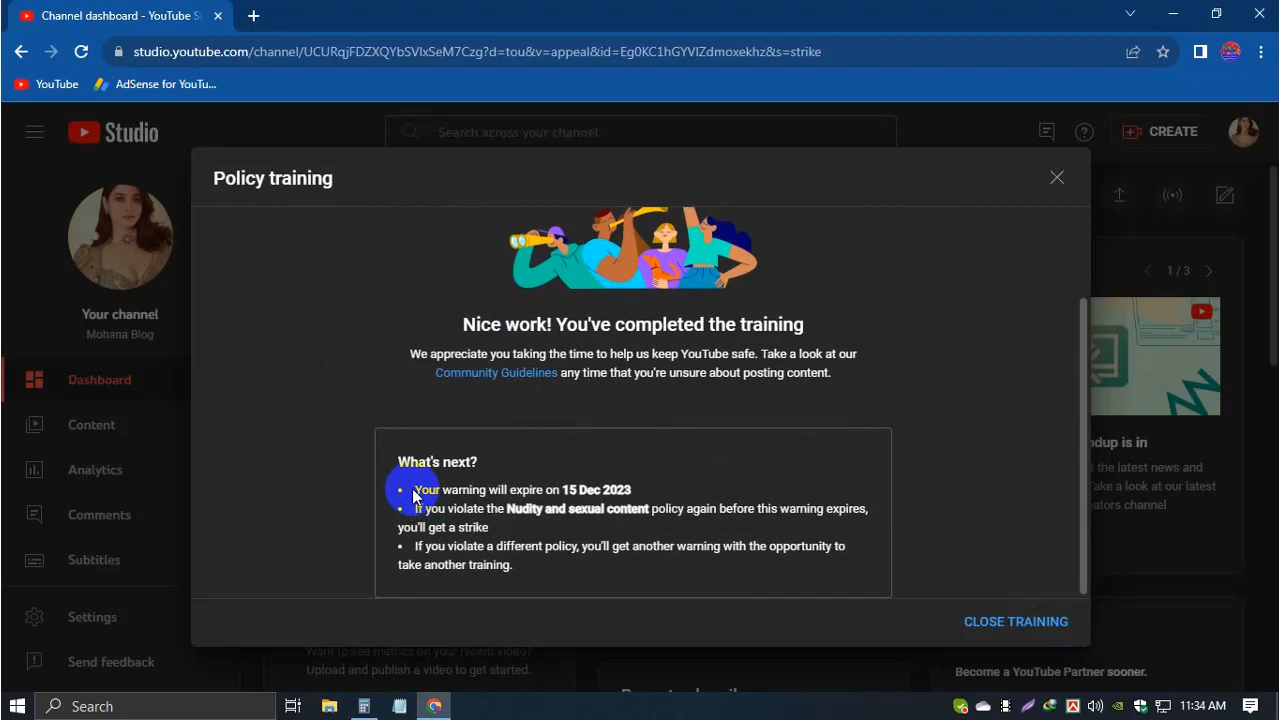 Channel dashboard - YouTube S
studio.youtube.com/channel/UCURqjFDZXQYbSVIxSeM7Czg?d=tou&v=appeal&id=Eg0KC1hGYVlZdmoxekhz&s=strike
YouTube
AdSense for YouTu...
Studio
Search across your channel
CREATE
Policy training
Your channel
Mohana Blog
1 / 3
Nice work! You've completed the training
We appreciate you taking the time to help us keep YouTube safe. Take a look at our
Community Guidelines any time that you're unsure about posting content.
Dashboard
Content
Analytics
Comments
Subtitles
Settings
Send feedback
What's next?
• Your warning will expire on 15 Dec 2023
• If you violate the Nudity and sexual content policy again before this warning expires,
you'll get a strike
• If you violate a different policy, you'll get another warning with the opportunity to
take another training.
ndup is in
t the latest news and
Take a look at our latest
eators channel
CLOSE TRAINING
Want to see metrics on your recent video?
Upload and publish a video to get started.
Become a YouTube Partner sooner.
Search
11:34 AM